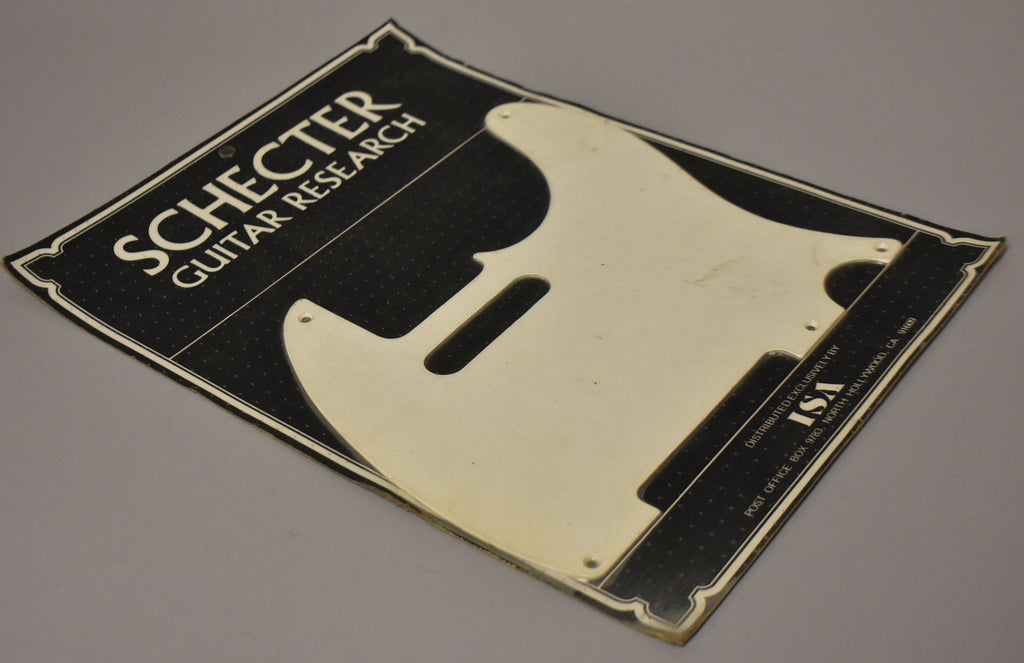 SCHECTER
GUITAR RESEARCH
DISTRIBUTED EXCLUSIVELY BY
ISA
POST OFFICE BOX 9783, NORTH HOLLYWOOD, CA